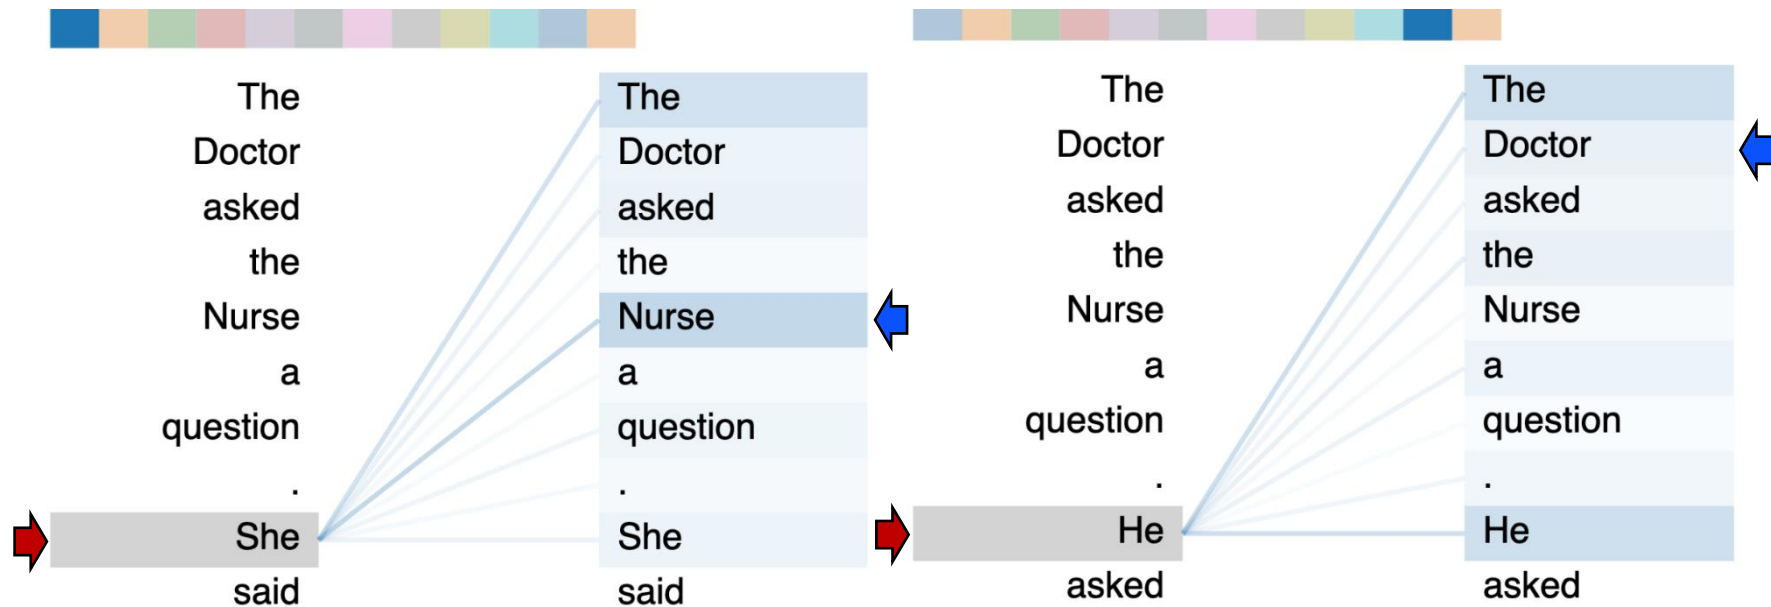 The The
Doctor Doctor
asked asked
the the
Nurse Nurse
a a
question question
. .
She She
said said
The The
Doctor Doctor
asked asked
the the
Nurse Nurse
a a
question question
. .
He He
asked asked